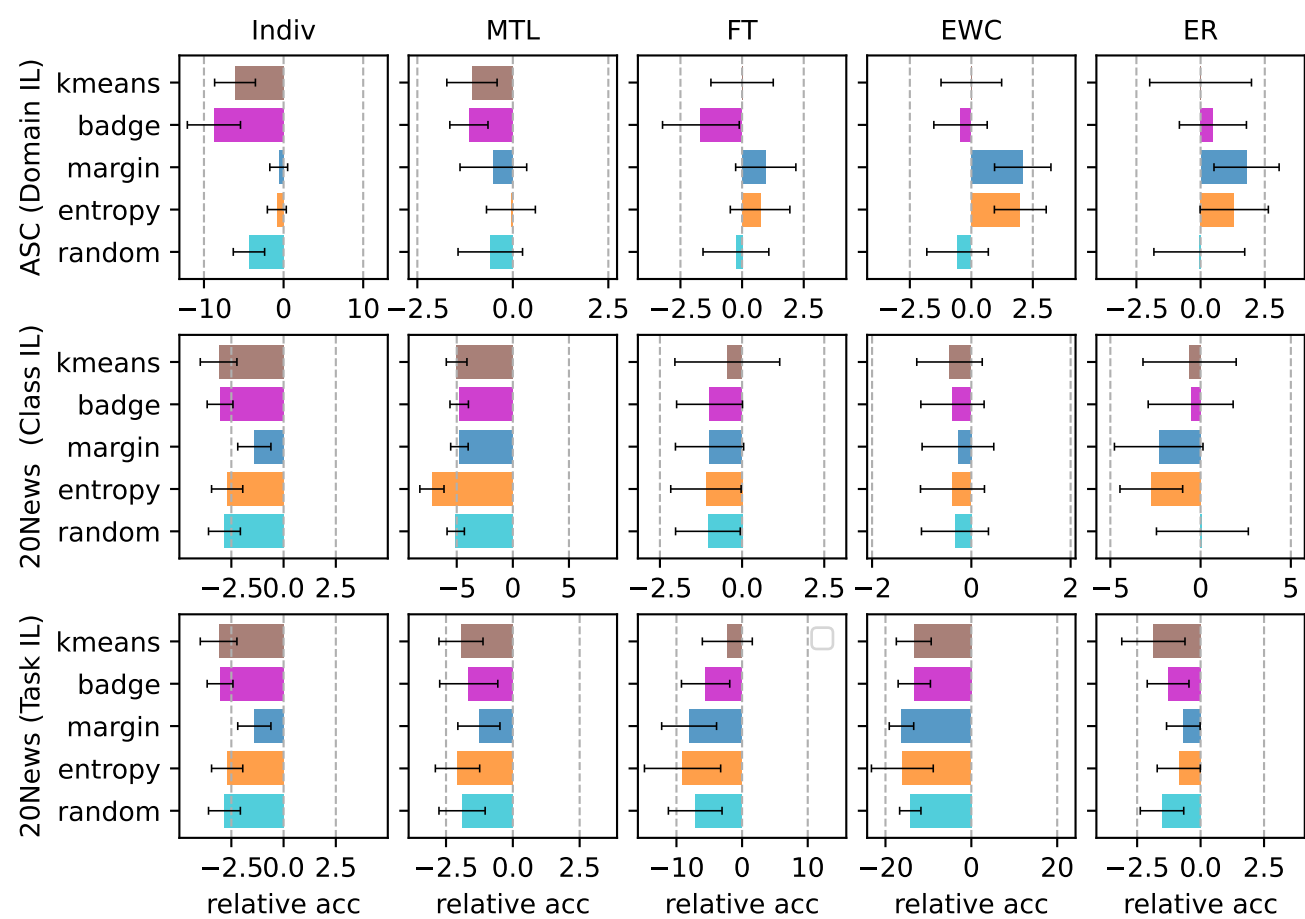 Indiv MTL FT EWC ER
ASC (Domain IL)
kmeans
badge
margin
entropy
random
−10 0 10 −2.5 0.0 2.5 −2.5 0.0 2.5 −2.5 0.0 2.5 −2.5 0.0 2.5
20News  (Class IL)
kmeans
badge
margin
entropy
random
−2.5 0.0 2.5 −5 0 5 −2.5 0.0 2.5 −2 0 2 −5 0 5
20News (Task IL)
kmeans
badge
margin
entropy
random
−2.5 0.0 2.5 −2.5 0.0 2.5 −10 0 10 −20 0 20 −2.5 0.0 2.5
relative acc relative acc relative acc relative acc relative acc